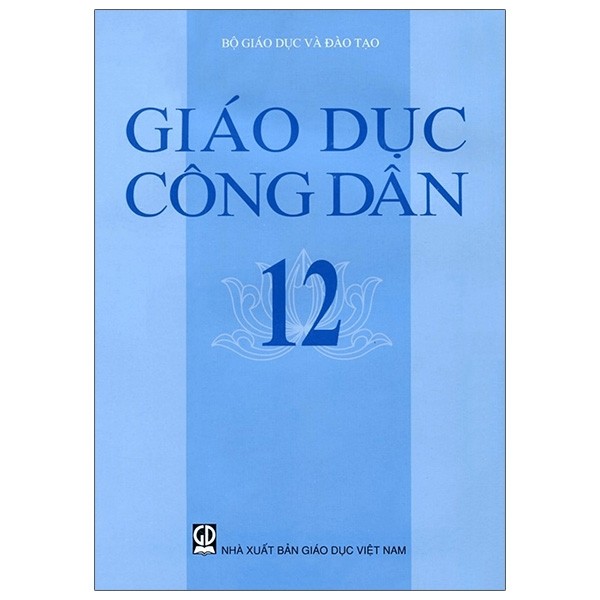 BỘ GIÁO DỤC VÀ ĐÀO TẠO
GIÁO DỤC
CÔNG DÂN
12
GD
NHÀ XUẤT BẢN GIÁO DỤC VIỆT NAM